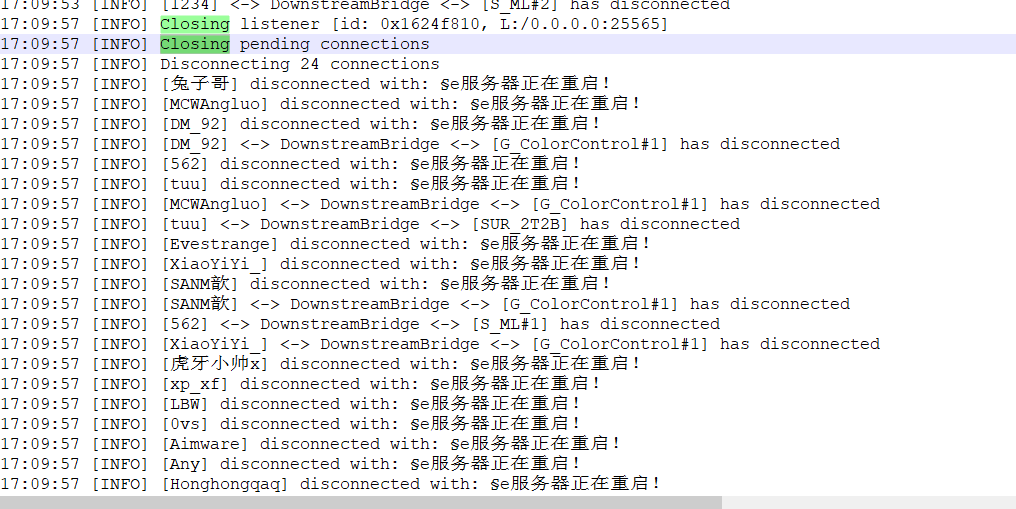 17:09:53 [INFO] [1234] <-> DownstreamBridge <-> [S_ML#2] has disconnected
17:09:57 [INFO] Closing listener [id: 0x1624f810, L:/0.0.0.0:25565]
17:09:57 [INFO] Closing pending connections
17:09:57 [INFO] Disconnecting 24 connections
17:09:57 [INFO] [兔子哥] disconnected with: §e服务器正在重启!
17:09:57 [INFO] [MCWAngluo] disconnected with: §e服务器正在重启!
17:09:57 [INFO] [DM_92] disconnected with: §e服务器正在重启!
17:09:57 [INFO] [DM_92] <-> DownstreamBridge <-> [G_ColorControl#1] has disconnected
17:09:57 [INFO] [562] disconnected with: §e服务器正在重启!
17:09:57 [INFO] [tuu] disconnected with: §e服务器正在重启!
17:09:57 [INFO] [MCWAngluo] <-> DownstreamBridge <-> [G_ColorControl#1] has disconnected
17:09:57 [INFO] [tuu] <-> DownstreamBridge <-> [SUR_2T2B] has disconnected
17:09:57 [INFO] [Evestrange] disconnected with: §e服务器正在重启!
17:09:57 [INFO] [XiaoYiYi_] disconnected with: §e服务器正在重启!
17:09:57 [INFO] [SANM歆] disconnected with: §e服务器正在重启!
17:09:57 [INFO] [SANM歆] <-> DownstreamBridge <-> [G_ColorControl#1] has disconnected
17:09:57 [INFO] [562] <-> DownstreamBridge <-> [S_ML#1] has disconnected
17:09:57 [INFO] [XiaoYiYi_] <-> DownstreamBridge <-> [G_ColorControl#1] has disconnected
17:09:57 [INFO] [虎牙小帅x] disconnected with: §e服务器正在重启!
17:09:57 [INFO] [xp_xf] disconnected with: §e服务器正在重启!
17:09:57 [INFO] [LBW] disconnected with: §e服务器正在重启!
17:09:57 [INFO] [0vs] disconnected with: §e服务器正在重启!
17:09:57 [INFO] [Aimware] disconnected with: §e服务器正在重启!
17:09:57 [INFO] [Any] disconnected with: §e服务器正在重启!
17:09:57 [INFO] [Honghongqaq] disconnected with: §e服务器正在重启!